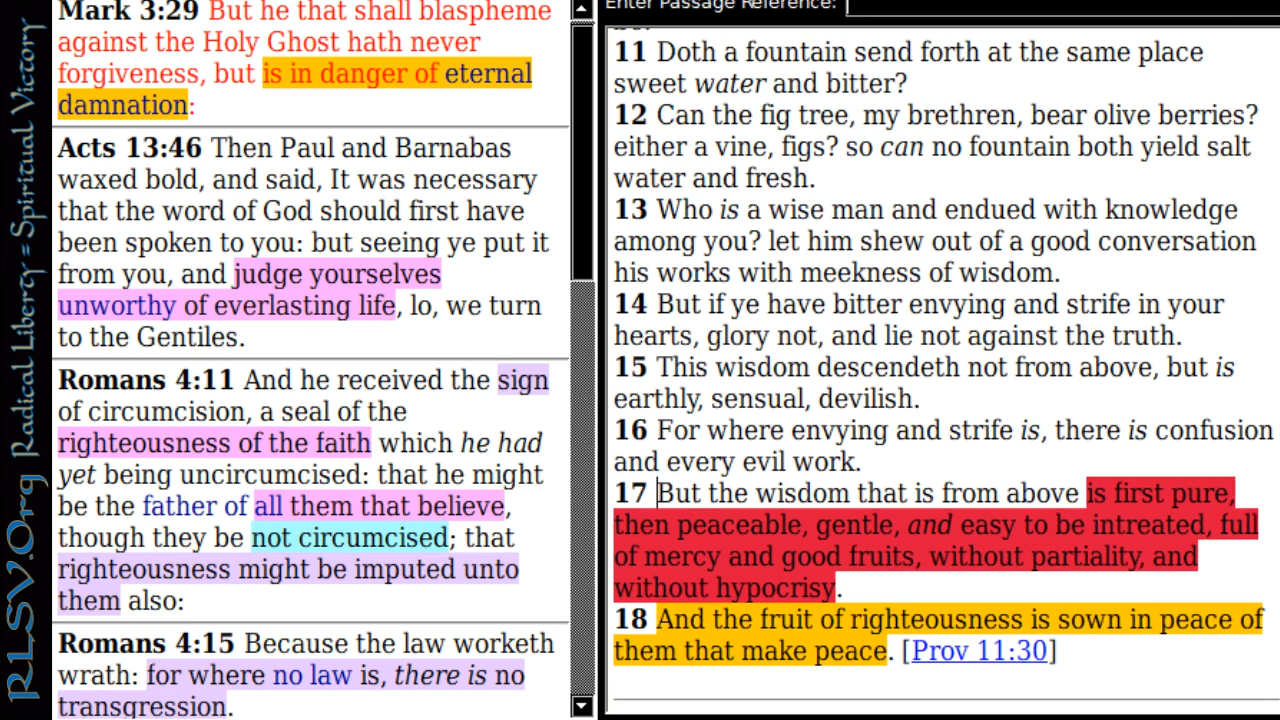 RLSV.Org Radical Liberty = Spiritual Victory
Mark 3:29 But he that shall blaspheme
against the Holy Ghost hath never
forgiveness, but is in danger of eternal
damnation:
Acts 13:46 Then Paul and Barnabas
waxed bold, and said, It was necessary
that the word of God should first have
been spoken to you: but seeing ye put it
from you, and judge yourselves
unworthy of everlasting life, lo, we turn
to the Gentiles.
Romans 4:11 And he received the sign
of circumcision, a seal of the
righteousness of the faith which he had
yet being uncircumcised: that he might
be the father of all them that believe,
though they be not circumcised; that
righteousness might be imputed unto
them also:
Romans 4:15 Because the law worketh
wrath: for where no law is, there is no
transgression.
Enter Passage Reference:
11 Doth a fountain send forth at the same place
sweet water and bitter?
12 Can the fig tree, my brethren, bear olive berries?
either a vine, figs? so can no fountain both yield salt
water and fresh.
13 Who is a wise man and endued with knowledge
among you? let him shew out of a good conversation
his works with meekness of wisdom.
14 But if ye have bitter envying and strife in your
hearts, glory not, and lie not against the truth.
15 This wisdom descendeth not from above, but is
earthly, sensual, devilish.
16 For where envying and strife is, there is confusion
and every evil work.
17 But the wisdom that is from above is first pure,
then peaceable, gentle, and easy to be intreated, full
of mercy and good fruits, without partiality, and
without hypocrisy.
18 And the fruit of righteousness is sown in peace of
them that make peace. [Prov 11:30]